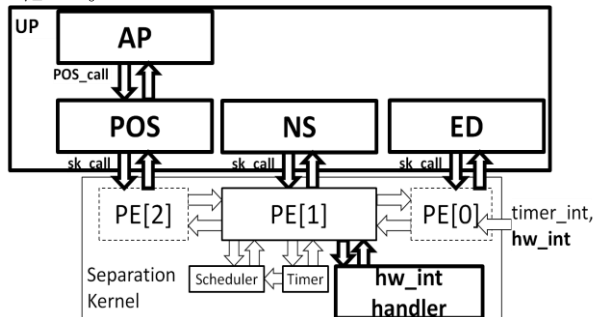 UP
AP
POS_call
POS
NS
ED
sk_call
sk_call
sk_call
PE[2]
PE[1]
PE[0]
timer_int,
hw_int
Separation
Kernel
Scheduler
Timer
hw_int
handler